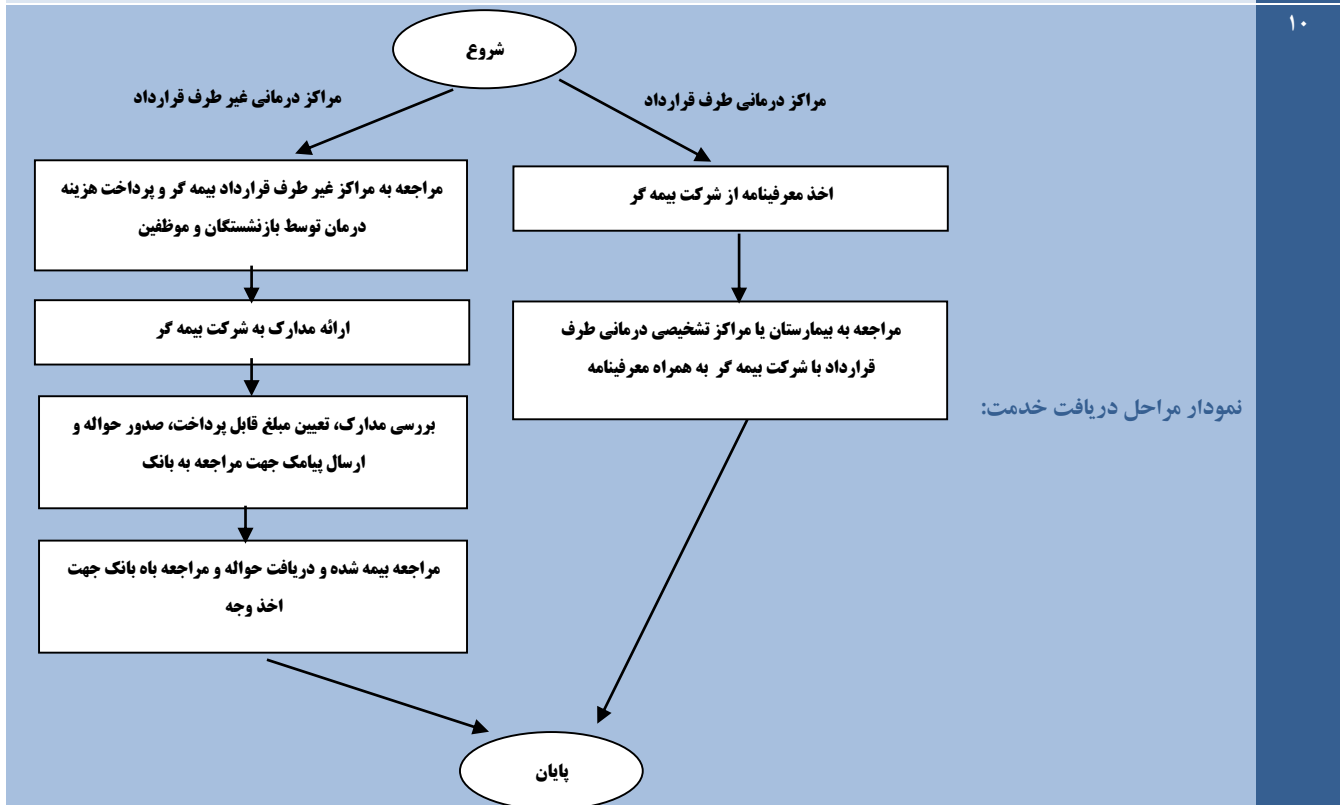 ۱۰
نمودار مراحل دریافت خدمت:
شروع
مراکز درمانی طرف قرارداد
مراکز درمانی غیر طرف قرارداد
اخذ معرفینامه از شرکت بیمه گر
مراجعه به بیمارستان یا مراکز تشخیصی درمانی طرف
قرارداد با شرکت بیمه گر به همراه معرفینامه
مراجعه به مراکز غیر طرف قرارداد بیمه گر و پرداخت هزینه
درمان توسط بازنشستگان و موظفین
ارائه مدارک به شرکت بیمه گر
بررسی مدارک، تعیین مبلغ قابل پرداخت، صدور حواله و
ارسال پیامک جهت مراجعه به بانک
مراجعه بیمه شده و دریافت حواله و مراجعه باه بانک جهت
اخذ وجه
پایان